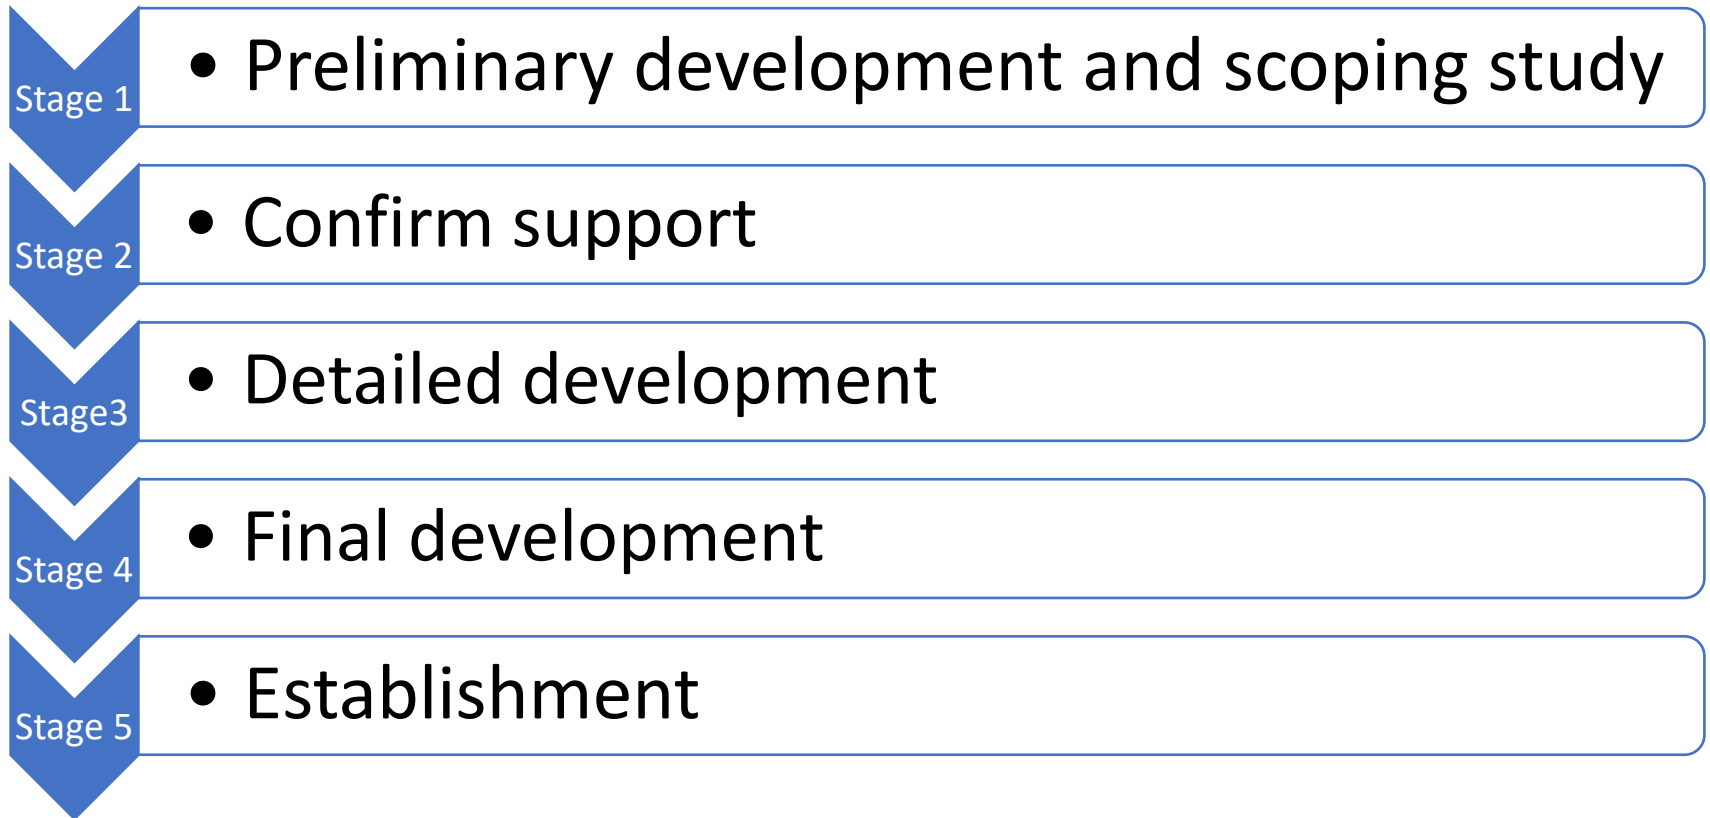 Stage 1
• Preliminary development and scoping study
Stage 2
• Confirm support
Stage3
• Detailed development
Stage 4
• Final development
Stage 5
• Establishment